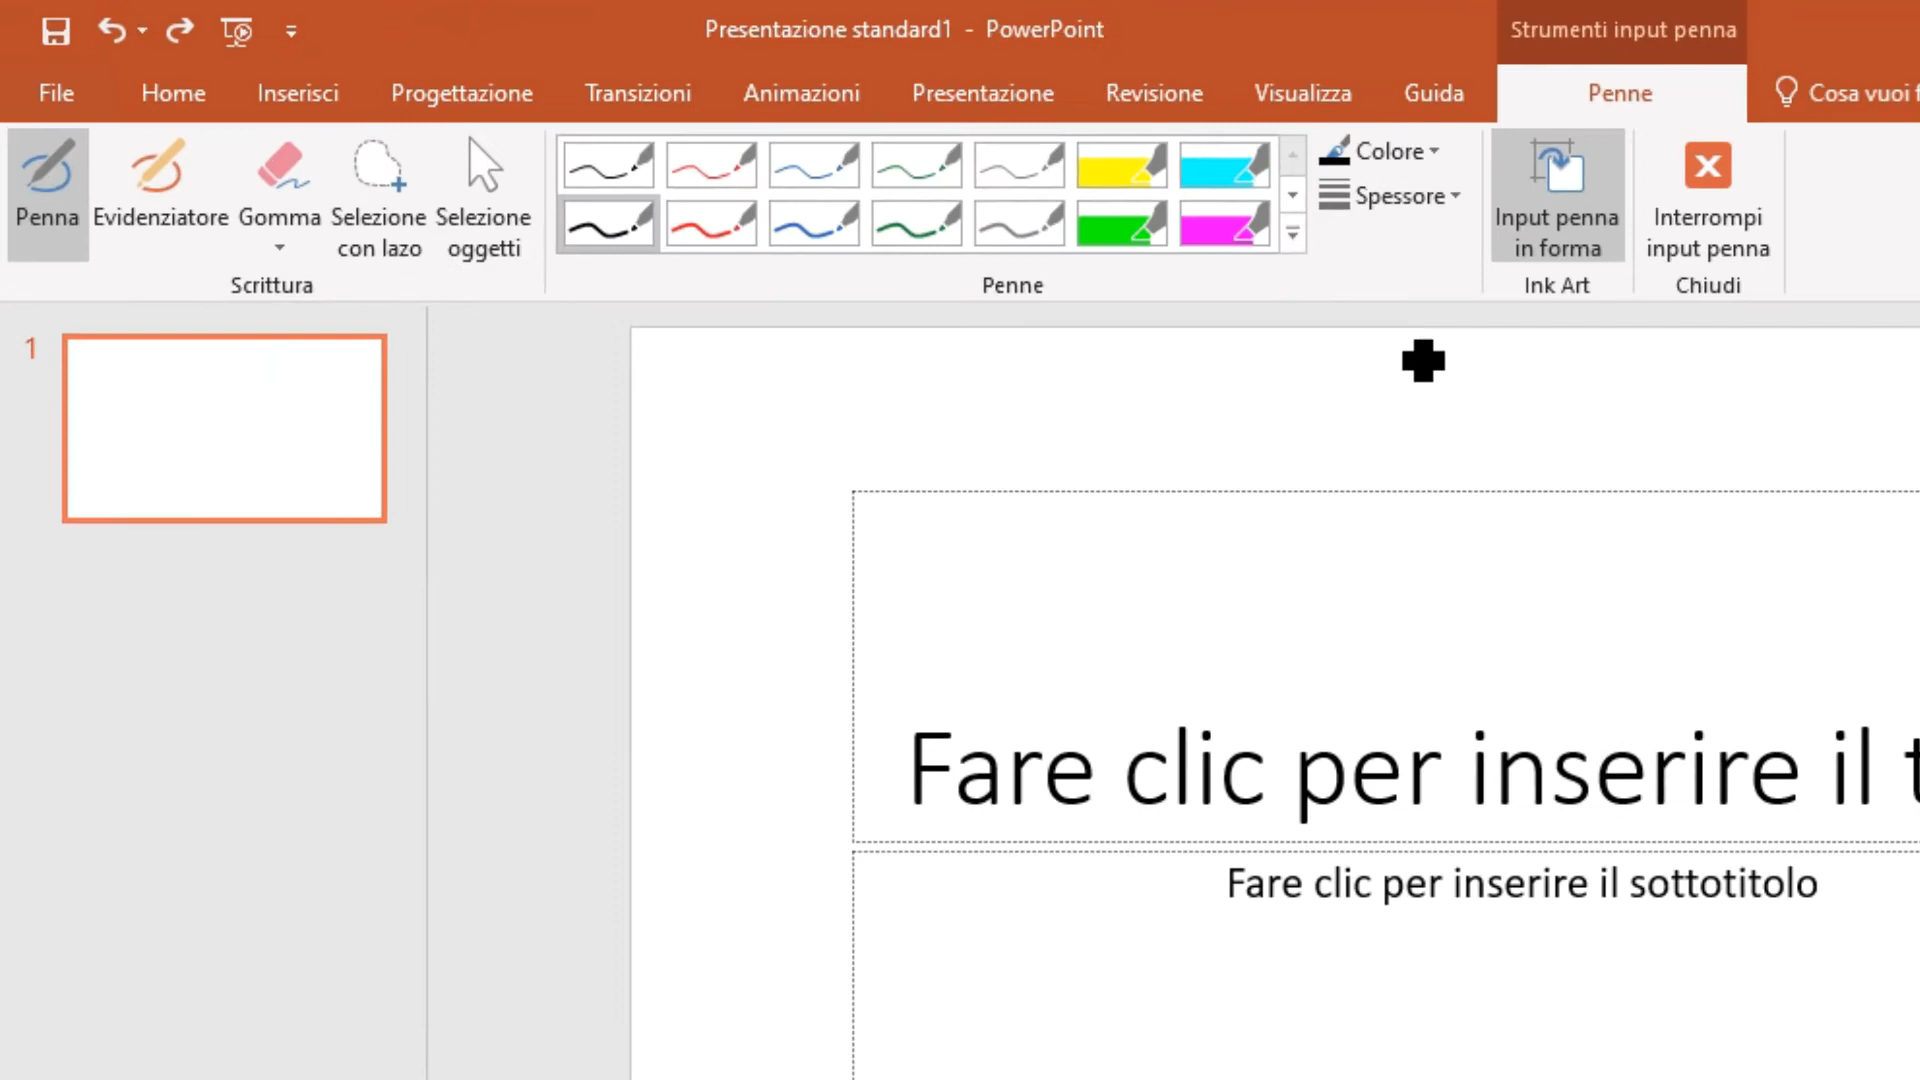 Presentazione standard1 - PowerPoint
Strumenti input penna
File Home Inserisci Progettazione Transizioni Animazioni Presentazione Revisione Visualizza Guida Penne Cosa vuoi
Penna Evidenziatore Gomma Selezione con lazo Selezione oggetti
Colore
Spessore
Input penna in forma
Interrompi input penna
Scrittura Penne Ink Art Chiudi
1
Fare clic per inserire il
Fare clic per inserire il sottotitolo